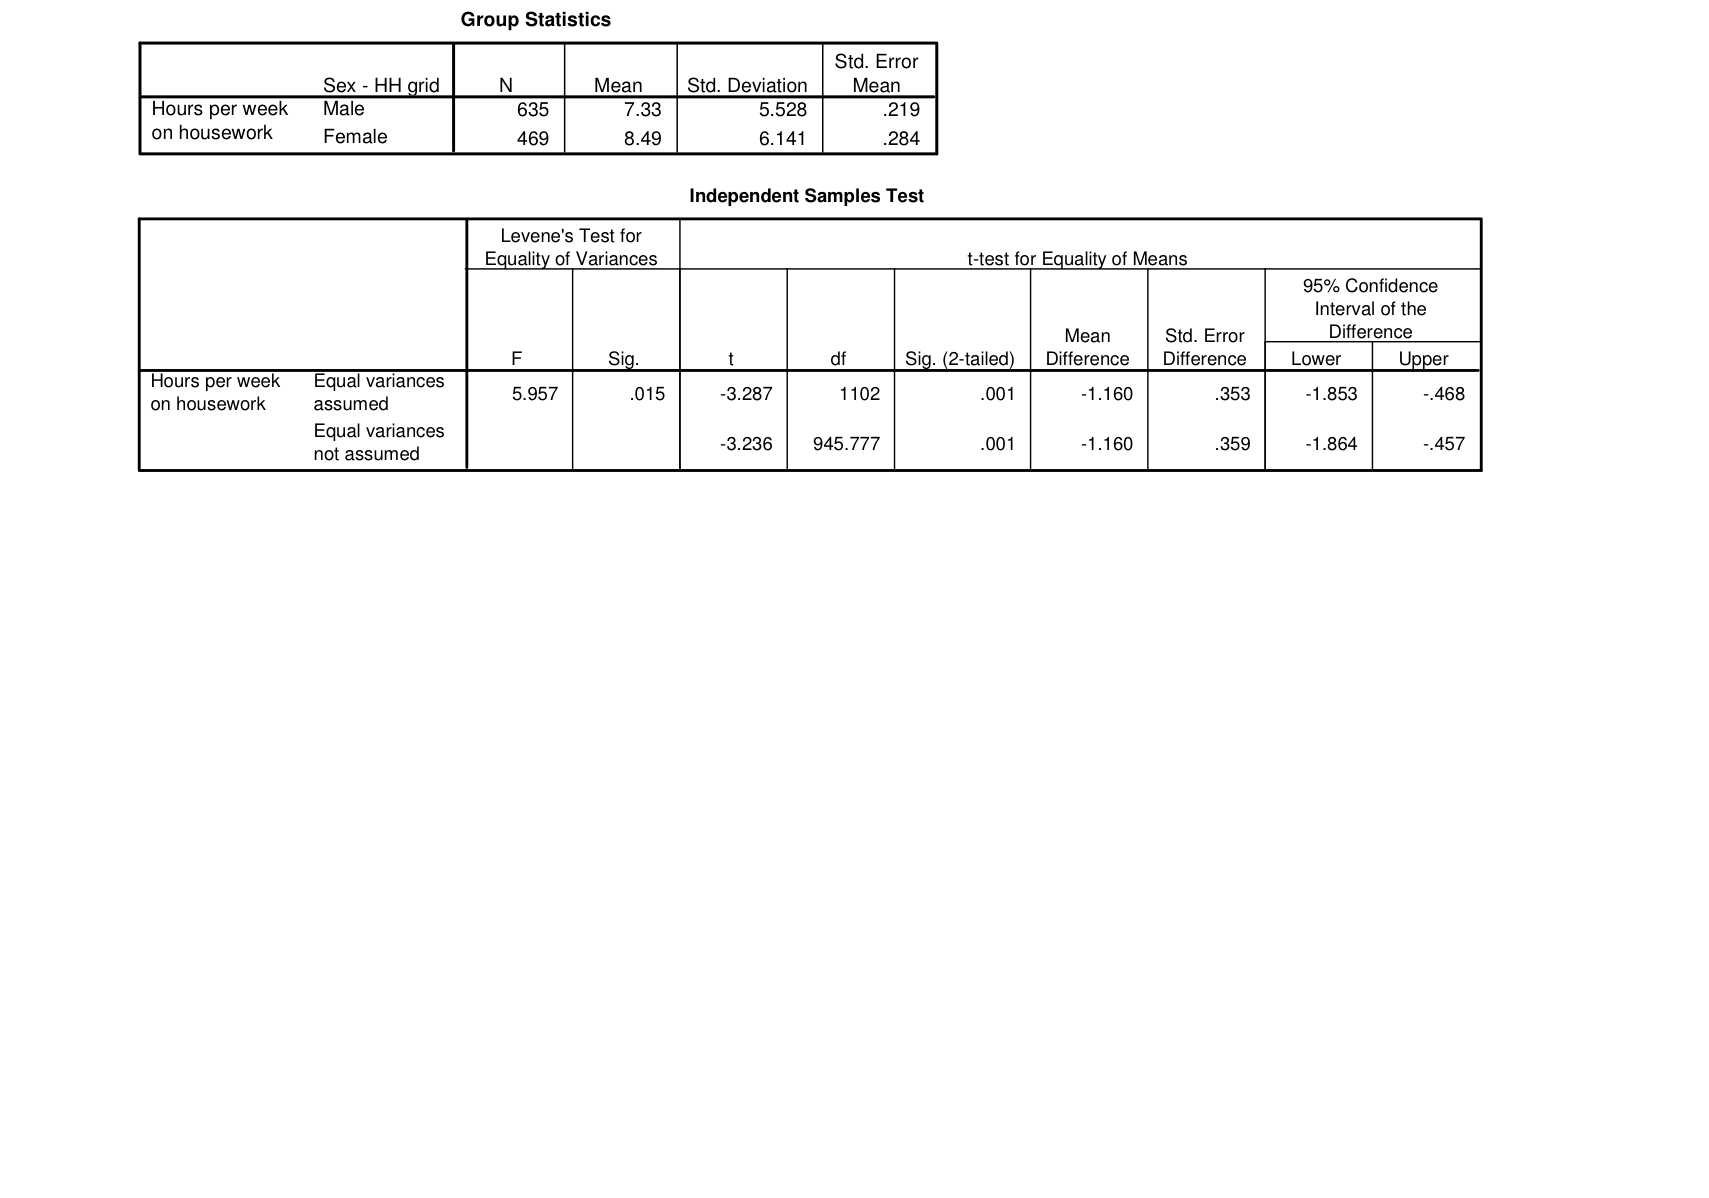 Group Statistics
Sex - HH grid N Mean Std. Deviation Std. Error Mean
Hours per week on housework Male 635 7.33 5.528 .219
Female 469 8.49 6.141 .284
Independent Samples Test
Levene's Test for Equality of Variances t-test for Equality of Means
95% Confidence Interval of the Difference
F Sig. t df Sig. (2-tailed) Mean Difference Std. Error Difference Lower Upper
Hours per week on housework Equal variances assumed 5.957 .015 -3.287 1102 .001 -1.160 .353 -1.853 -.468
Equal variances not assumed -3.236 945.777 .001 -1.160 .359 -1.864 -.457